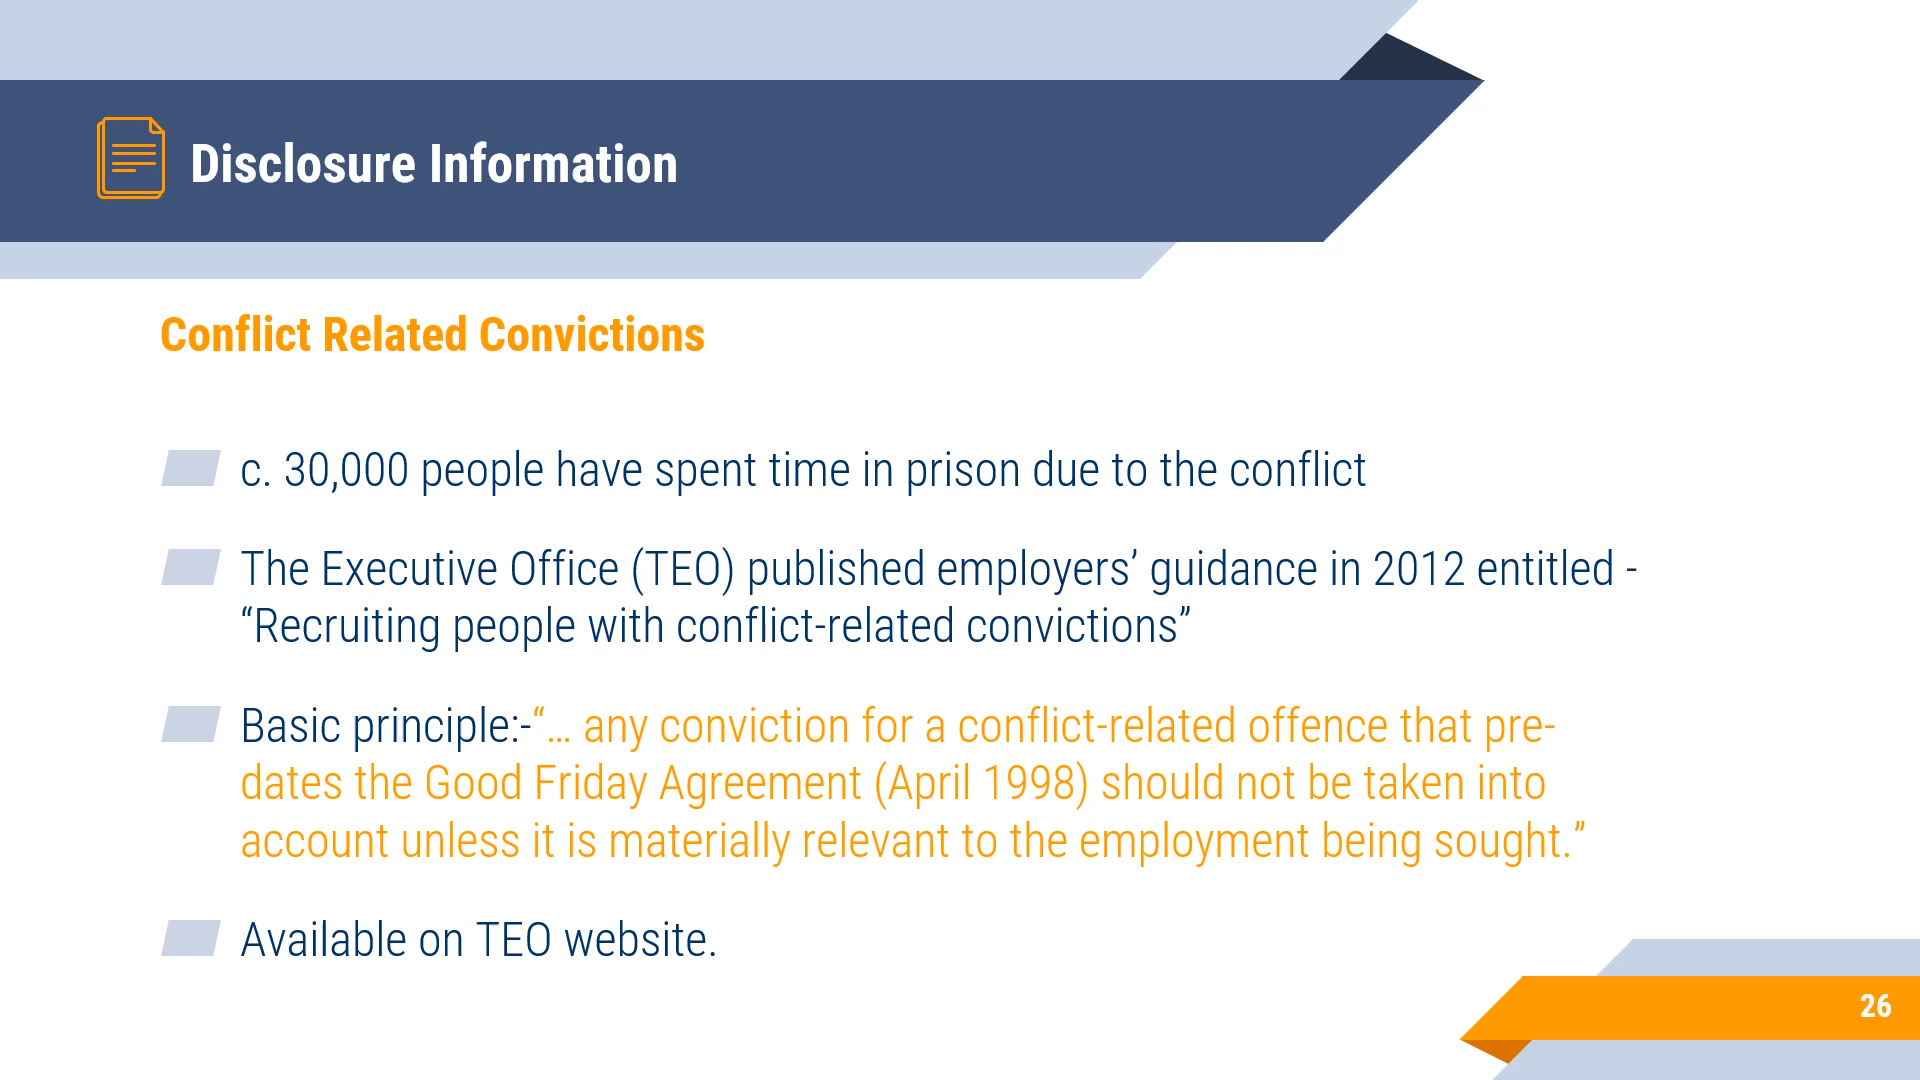 Disclosure Information
Conflict Related Convictions
c. 30,000 people have spent time in prison due to the conflict
The Executive Office (TEO) published employers’ guidance in 2012 entitled -
“Recruiting people with conflict-related convictions”
Basic principle:-“… any conviction for a conflict-related offence that pre-
dates the Good Friday Agreement (April 1998) should not be taken into
account unless it is materially relevant to the employment being sought.”
Available on TEO website.
26